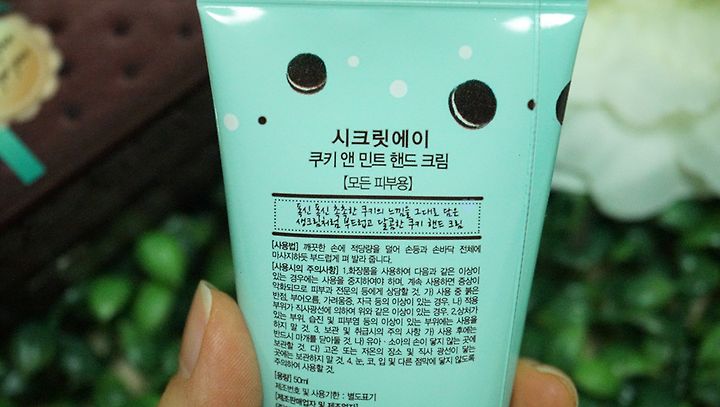 시크릿에이
쿠키 앤 민트 핸드 크림
[모든 피부용]
폭신 폭신 촉촉한 쿠키의 느낌을 그대로 담은
생크림처럼 부드럽고 달콤한 쿠키 핸드 크림
[사용법] 깨끗한 손에 적당량을 덜어 손등과 손바닥 전체에
마사지하듯 부드럽게 펴 발라 줍니다.
[사용시의 주의사항] 1.화장품을 사용하여 다음과 같은 이상이
있는 경우에는 사용을 중지하여야 하며, 계속 사용하면 증상이
악화되므로 피부과 전문의 등에게 상담할 것. 가) 사용 중 붉은
반점, 부어오름, 가려움증, 자극 등의 이상이 있는 경우, 나) 적용
부위가 직사광선에 의하여 위와 같은 이상이 있는 경우, 2.상처가
있는 부위, 습진 및 피부염 등의 이상이 있는 부위에는 사용을
하지 말 것. 3. 보관 및 취급시의 주의 사항 가) 사용 후에는
반드시 마개를 닫아둘 것. 나) 유아·소아의 손이 닿지 않는 곳에
보관할 것. 다) 고온 또는 저온의 장소 및 직사 광선이 닿는
곳에는 보관하지 말 것. 4. 눈, 코, 입 및 다른 점막에 닿지 않도록
주의하여 사용할 것.
[용량] 50ml
제조번호 및 사용기한 : 별도표기
[제조판매업자 및 제조업자]